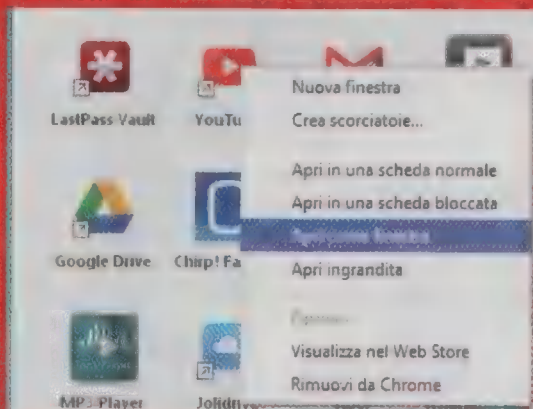 LastPass Vault
YouTu
Nuova finestra
Crea scorciatoie...
Apri in una scheda normale
Apri in una scheda bloccata
Google Drive
Chirp! Fa
Apri ingrandita
Visualizza nel Web Store
Rimuovi da Chrome
MP3 Player